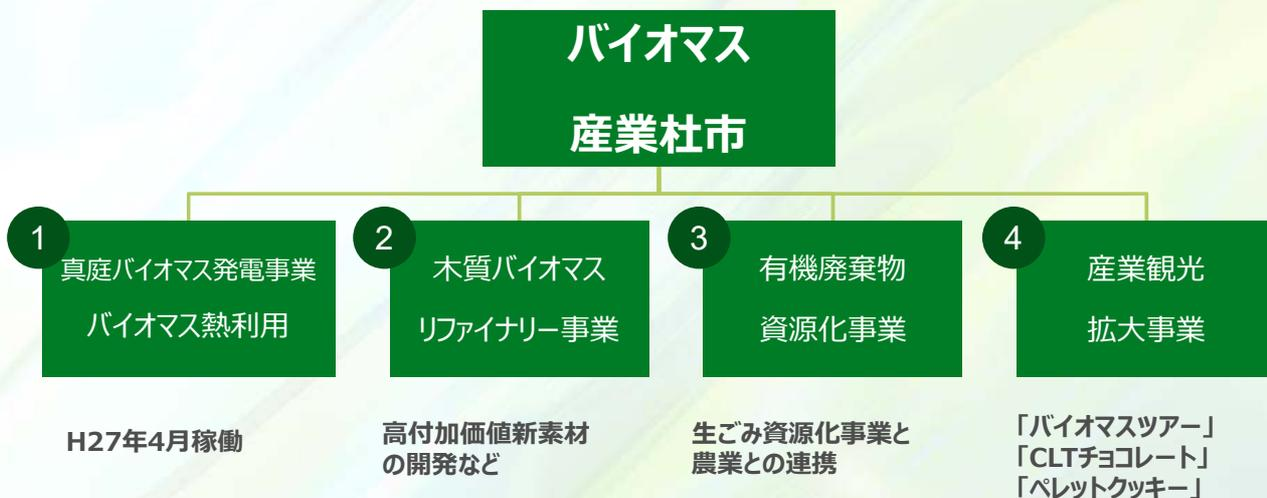 バイオマス
産業杜市
1
真庭バイオマス発電事業
バイオマス熱利用
H27年4月稼働
2
木質バイオマス
リファイナリー事業
高付加価値新素材
の開発など
3
有機廃棄物
資源化事業
生ごみ資源化事業と
農業との連携
4
産業観光
拡大事業
「バイオマスツアー」
「CLTチョコレート」
「ペレットクッキー」